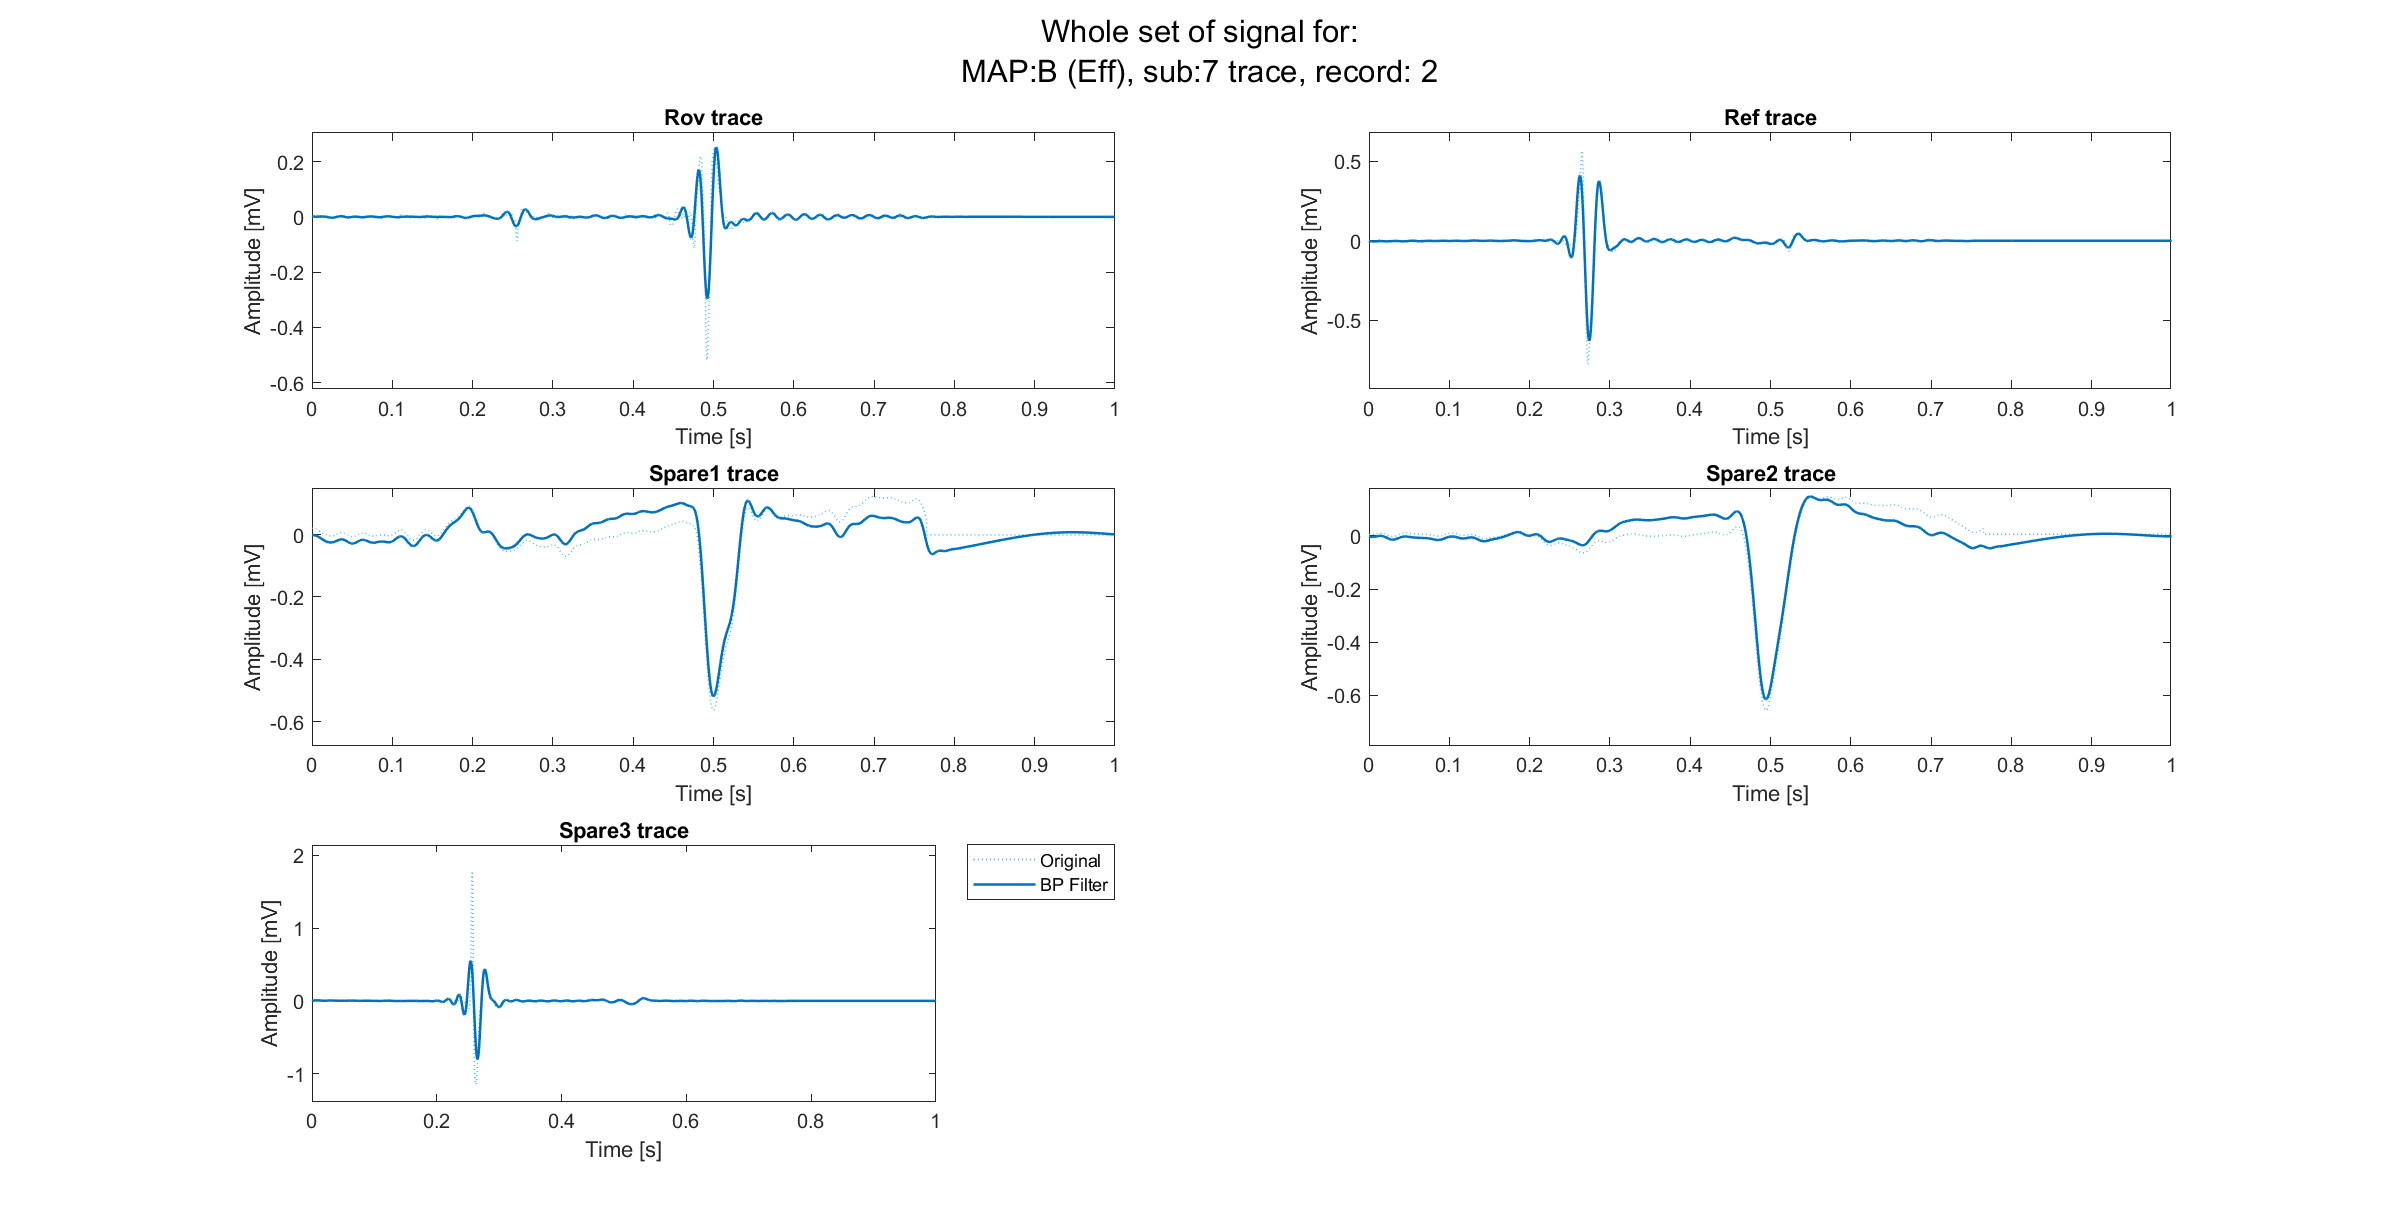 Whole set of signal for:
MAP:B (Eff), sub:7 trace, record: 2
Rov trace
Amplitude [mV]
0.2
0
-0.2
-0.4
-0.6
0 0.1 0.2 0.3 0.4 0.5 0.6 0.7 0.8 0.9 1
Time [s]
Ref trace
Amplitude [mV]
0.5
0
-0.5
0 0.1 0.2 0.3 0.4 0.5 0.6 0.7 0.8 0.9 1
Time [s]
Spare1 trace
Amplitude [mV]
0
-0.2
-0.4
-0.6
0 0.1 0.2 0.3 0.4 0.5 0.6 0.7 0.8 0.9 1
Time [s]
Spare2 trace
Amplitude [mV]
0
-0.2
-0.4
-0.6
0 0.1 0.2 0.3 0.4 0.5 0.6 0.7 0.8 0.9 1
Time [s]
Spare3 trace
Amplitude [mV]
2
1
0
-1
0 0.2 0.4 0.6 0.8 1
Time [s]
Original
BP Filter